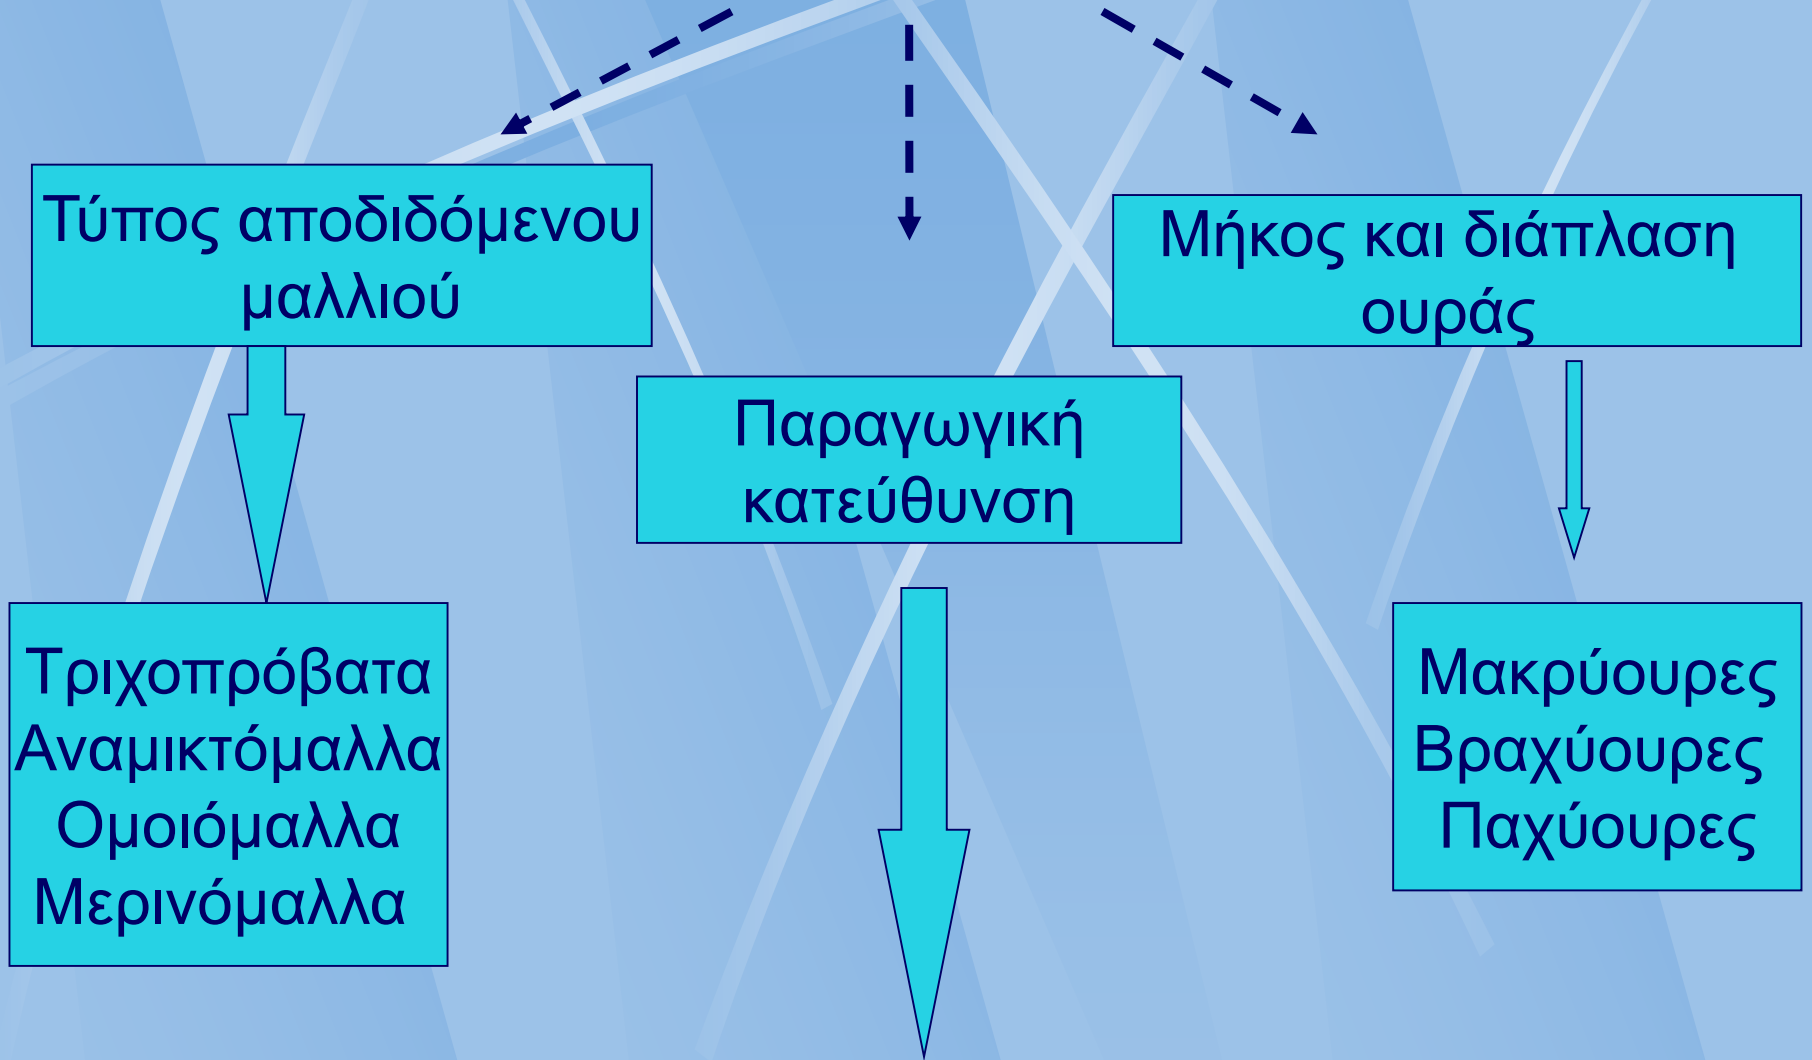 Τύπος αποδιδόμενου
μαλλιού
Μήκος και διάπλαση
ουράς
Παραγωγική
κατεύθυνση
Τριχοπρόβατα
Αναμικτόμαλλα
Ομοιόμαλλα
Μερινόμαλλα
Μακρύουρες
Βραχύουρες
Παχύουρες